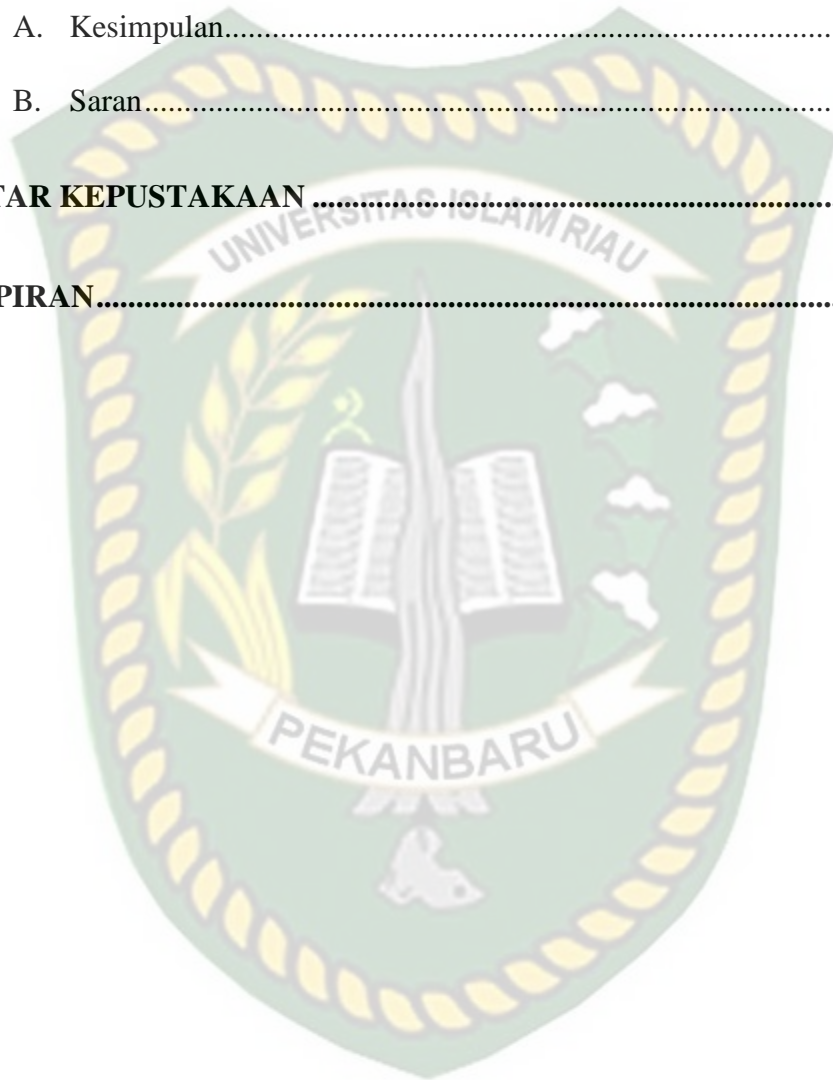 A. Kesimpulan....................................................................................
B. Saran..............................................................................................
TAR KEPUSTAKAAN ..................................................................
PIRAN............................................................................................
UNIVERSITAS ISLAM RIAU
PEKANBARU